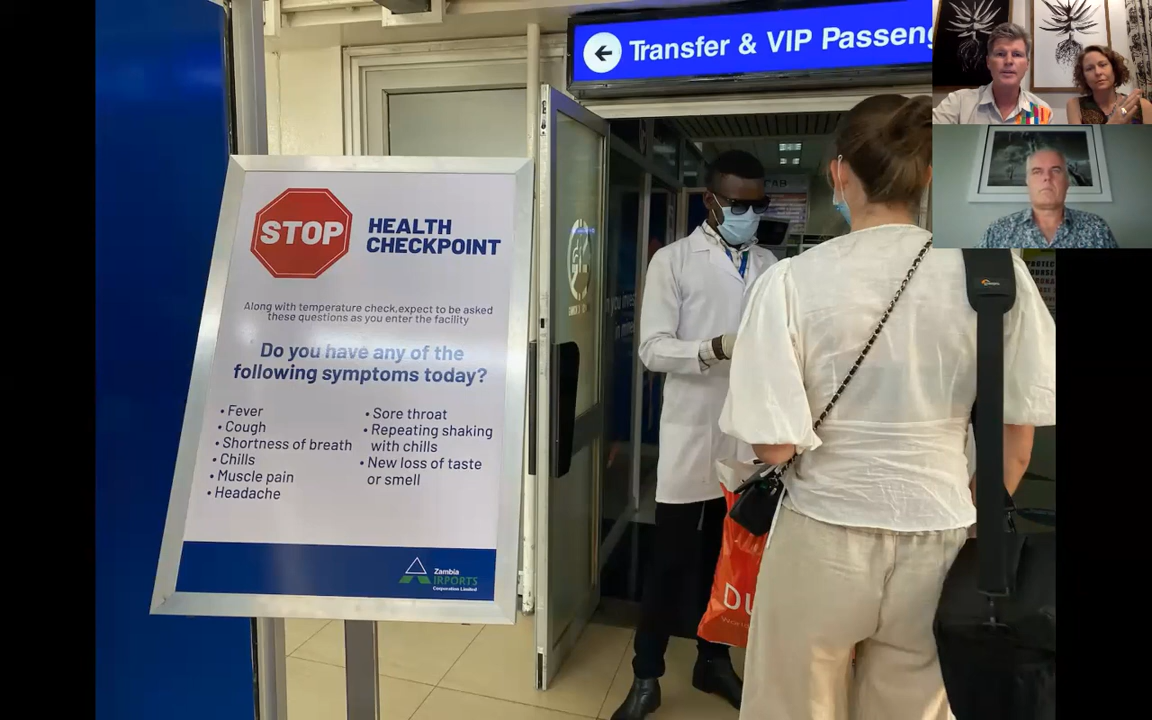 Transfer & VIP Passeng
STOP
HEALTH
CHECKPOINT
Along with temperature check,expect to be asked
these questions as you enter the facility
Do you have any of the
following symptoms today?
• Fever
• Cough
• Shortness of breath
• Chills
• Muscle pain
• Headache
• Sore throat
• Repeating shaking
with chills
• New loss of taste
or smell
Zambia
AIRPORTS
Corporation Limited
DU